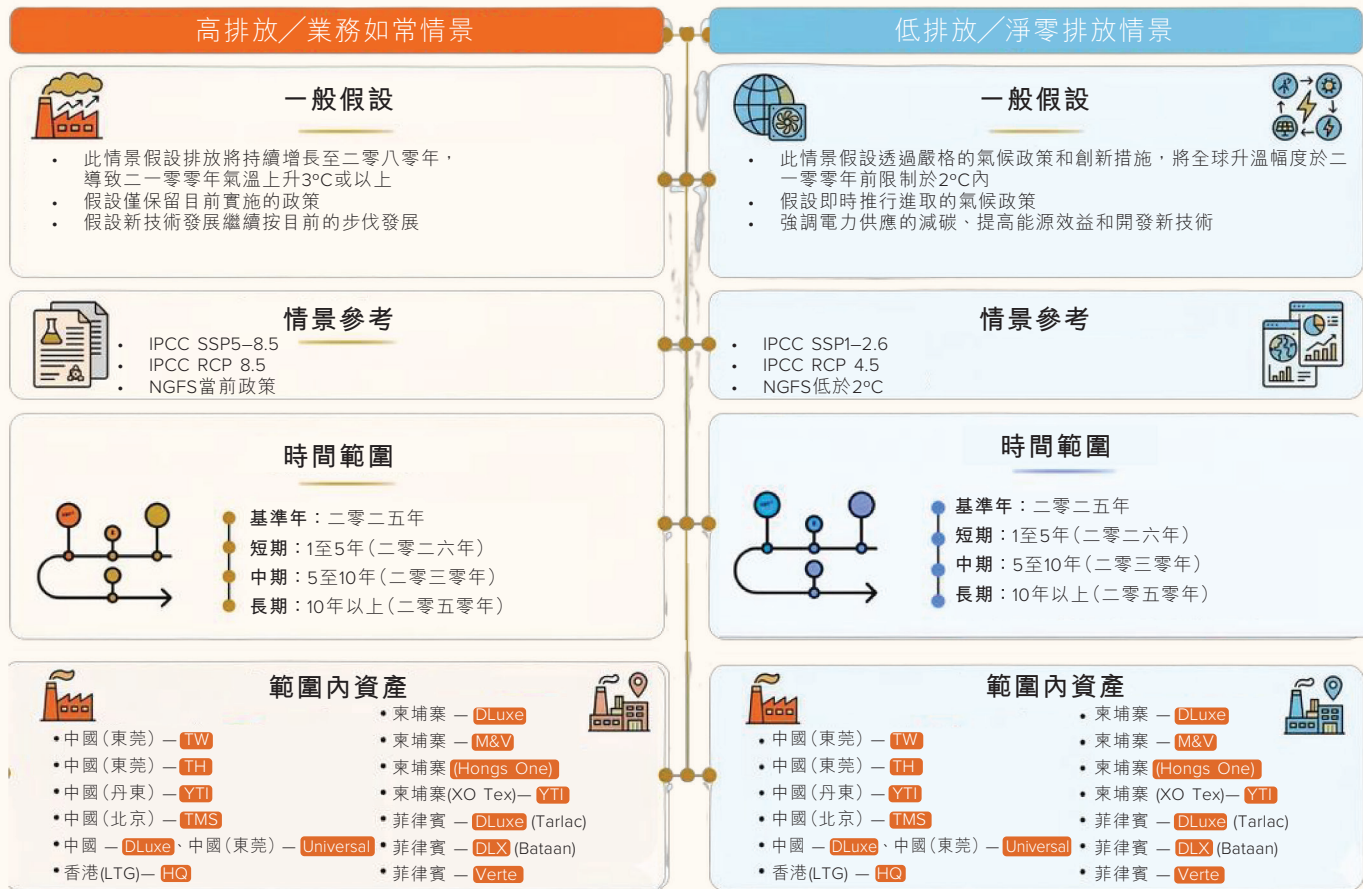 高排放／業務如常情景
一般假設
• 此情景假設排放將持續增長至二零八零年，
導致二一零零年氣溫上升3ºC或以上
• 假設僅保留目前實施的政策
• 假設新技術發展繼續按目前的步伐發展
情景參考
• IPCC SSP5–8.5
• IPCC RCP 8.5
• NGFS當前政策
時間範圍
基準年：二零二五年
短期：1至5年（二零二六年）
中期：5至10年（二零三零年）
長期：10年以上（二零五零年）
範圍內資產
• 中國（東莞）— TW
• 中國（東莞）— TH
• 中國（丹東）— YTI
• 中國（北京）— TMS
• 中國 — DLuxe、中國（東莞）— Universal
• 香港(LTG)— HQ
• 柬埔寨 — DLuxe
• 柬埔寨 — M&V
• 柬埔寨 (Hongs One)
• 柬埔寨(XO Tex)— YTI
• 菲律賓 — DLuxe (Tarlac)
• 菲律賓 — DLX (Bataan)
• 菲律賓 — Verte
低排放／淨零排放情景
一般假設
• 此情景假設透過嚴格的氣候政策和創新措施，將全球升溫幅度於二
一零零年前限制於2ºC內
• 假設即時推行進取的氣候政策
• 強調電力供應的減碳、提高能源效益和開發新技術
情景參考
• IPCC SSP1–2.6
• IPCC RCP 4.5
• NGFS低於2ºC
時間範圍
基準年：二零二五年
短期：1至5年（二零二六年）
中期：5至10年（二零三零年）
長期：10年以上（二零五零年）
範圍內資產
• 中國（東莞）— TW
• 中國（東莞）— TH
• 中國（丹東）— YTI
• 中國（北京）— TMS
• 中國 — DLuxe、中國（東莞）— Universal
• 香港(LTG) — HQ
• 柬埔寨 — DLuxe
• 柬埔寨 — M&V
• 柬埔寨 (Hongs One)
• 柬埔寨 (XO Tex)— YTI
• 菲律賓 — DLuxe (Tarlac)
• 菲律賓 — DLX (Bataan)
• 菲律賓 — Verte